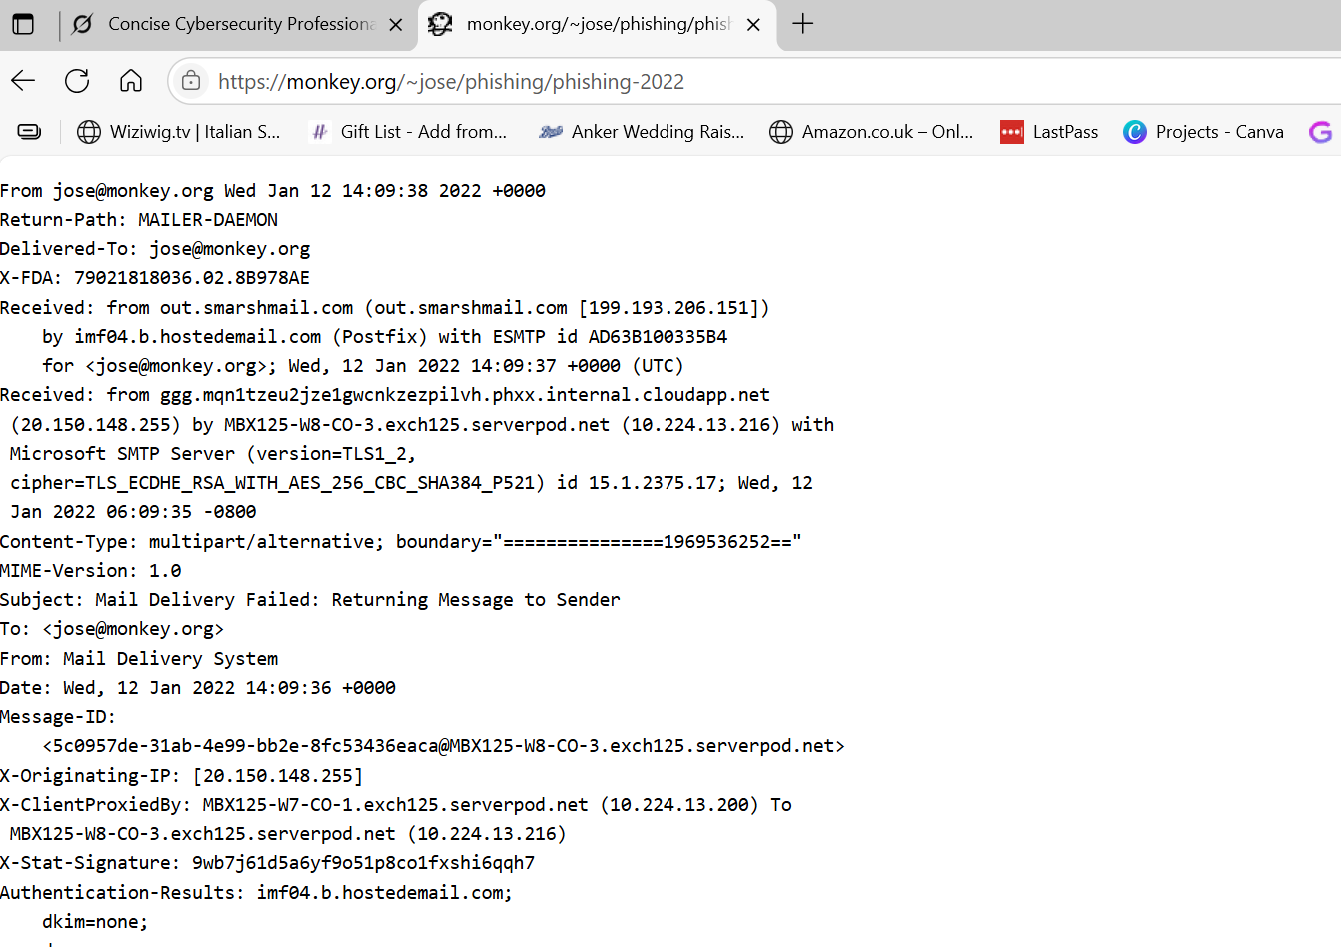 Concise Cybersecurity Professiona
monkey.org/~jose/phishing/phish
https://monkey.org/~jose/phishing/phishing-2022
Wiziwig.tv | Italian S...
Gift List - Add from...
Anker Wedding Rais...
Amazon.co.uk – Onl...
LastPass
Projects - Canva
From jose@monkey.org Wed Jan 12 14:09:38 2022 +0000
Return-Path: MAILER-DAEMON
Delivered-To: jose@monkey.org
X-FDA: 79021818036.02.8B978AE
Received: from out.smarshmail.com (out.smarshmail.com [199.193.206.151])
by imf04.b.hostedemail.com (Postfix) with ESMTP id AD63B100335B4
for <jose@monkey.org>; Wed, 12 Jan 2022 14:09:37 +0000 (UTC)
Received: from ggg.mqn1tzeu2jze1gwcnkzezpilvh.phxx.internal.cloudapp.net
(20.150.148.255) by MBX125-W8-CO-3.exch125.serverpod.net (10.224.13.216) with
Microsoft SMTP Server (version=TLS1_2,
cipher=TLS_ECDHE_RSA_WITH_AES_256_CBC_SHA384_P521) id 15.1.2375.17; Wed, 12
Jan 2022 06:09:35 -0800
Content-Type: multipart/alternative; boundary="===============1969536252=="
MIME-Version: 1.0
Subject: Mail Delivery Failed: Returning Message to Sender
To: <jose@monkey.org>
From: Mail Delivery System
Date: Wed, 12 Jan 2022 14:09:36 +0000
Message-ID:
<5c0957de-31ab-4e99-bb2e-8fc53436eaca@MBX125-W8-CO-3.exch125.serverpod.net>
X-Originating-IP: [20.150.148.255]
X-ClientProxiedBy: MBX125-W7-CO-1.exch125.serverpod.net (10.224.13.200) To
MBX125-W8-CO-3.exch125.serverpod.net (10.224.13.216)
X-Stat-Signature: 9wb7j61d5a6yf9o51p8co1fxshi6qqh7
Authentication-Results: imf04.b.hostedemail.com;
dkim=none;